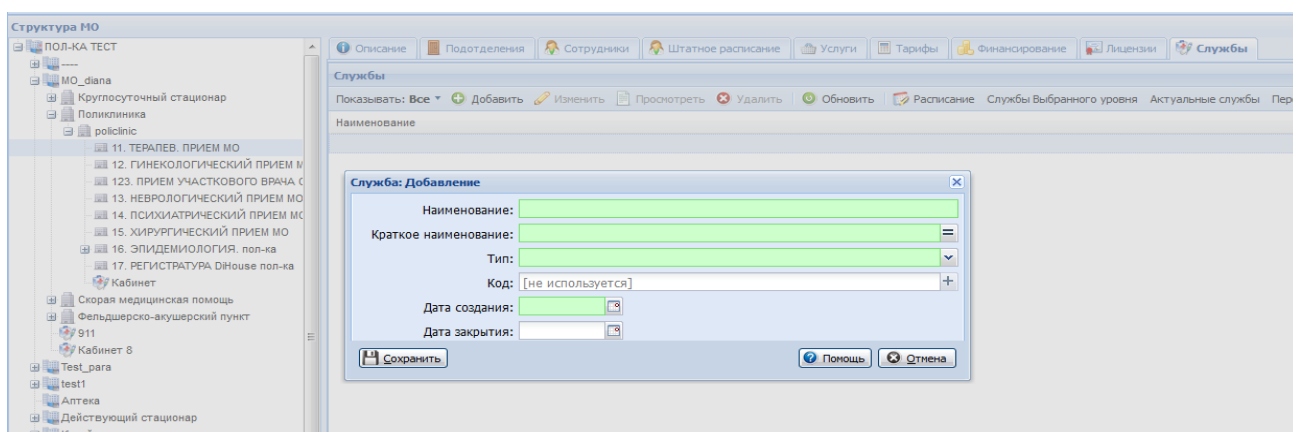 Структура МО
ПОЛ-КА ТЕСТ
----
МО_diana
Круглосуточный стационар
Поликлиника
policlinic
11. ТЕРАПЕВ. ПРИЕМ МО
12. ГИНЕКОЛОГИЧЕСКИЙ ПРИЕМ М
123. ПРИЕМ УЧАСТКОВОГО ВРАЧА
13. НЕВРОЛОГИЧЕСКИЙ ПРИЕМ МО
14. ПСИХИАТРИЧЕСКИЙ ПРИЕМ МО
15. ХИРУРГИЧЕСКИЙ ПРИЕМ МО
16. ЭПИДЕМИОЛОГИЯ. пол-ка
17. РЕГИСТРАТУРА DiHouse пол-ка
Кабинет
Скорая медицинская помощь
Фельдшерско-акушерский пункт
911
Кабинет 8
Test_para
test1
Аптека
Действующий стационар
Описание Подотделения Сотрудники Штатное расписание Услуги Тарифы Финансирование Лицензии Службы
Службы
Показывать: Все Добавить Изменить Просмотреть Удалить Обновить Расписание Службы Выбранного уровня Актуальные службы Пер
Наименование
Служба: Добавление
Наименование:
Краткое наименование: =
Тип:
Код: [не используется] +
Дата создания:
Дата закрытия:
Сохранить Помощь Отмена